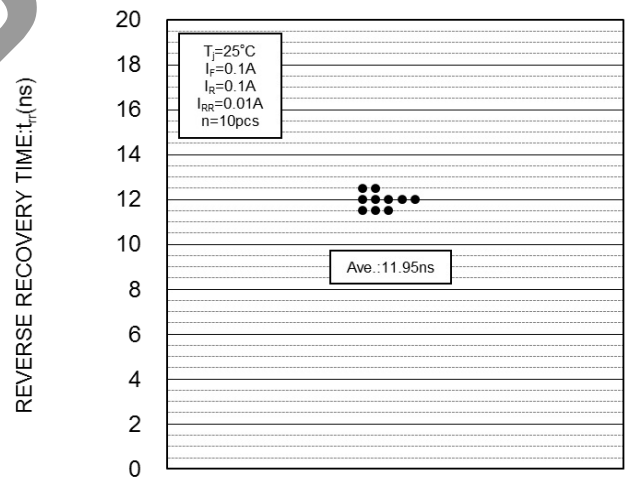 REVERSE RECOVERY TIME:trr(ns)
20
18
16
14
12
10
8
6
4
2
0
Tj=25°C
IF=0.1A
IR=0.1A
IRR=0.01A
n=10pcs
Ave.:11.95ns